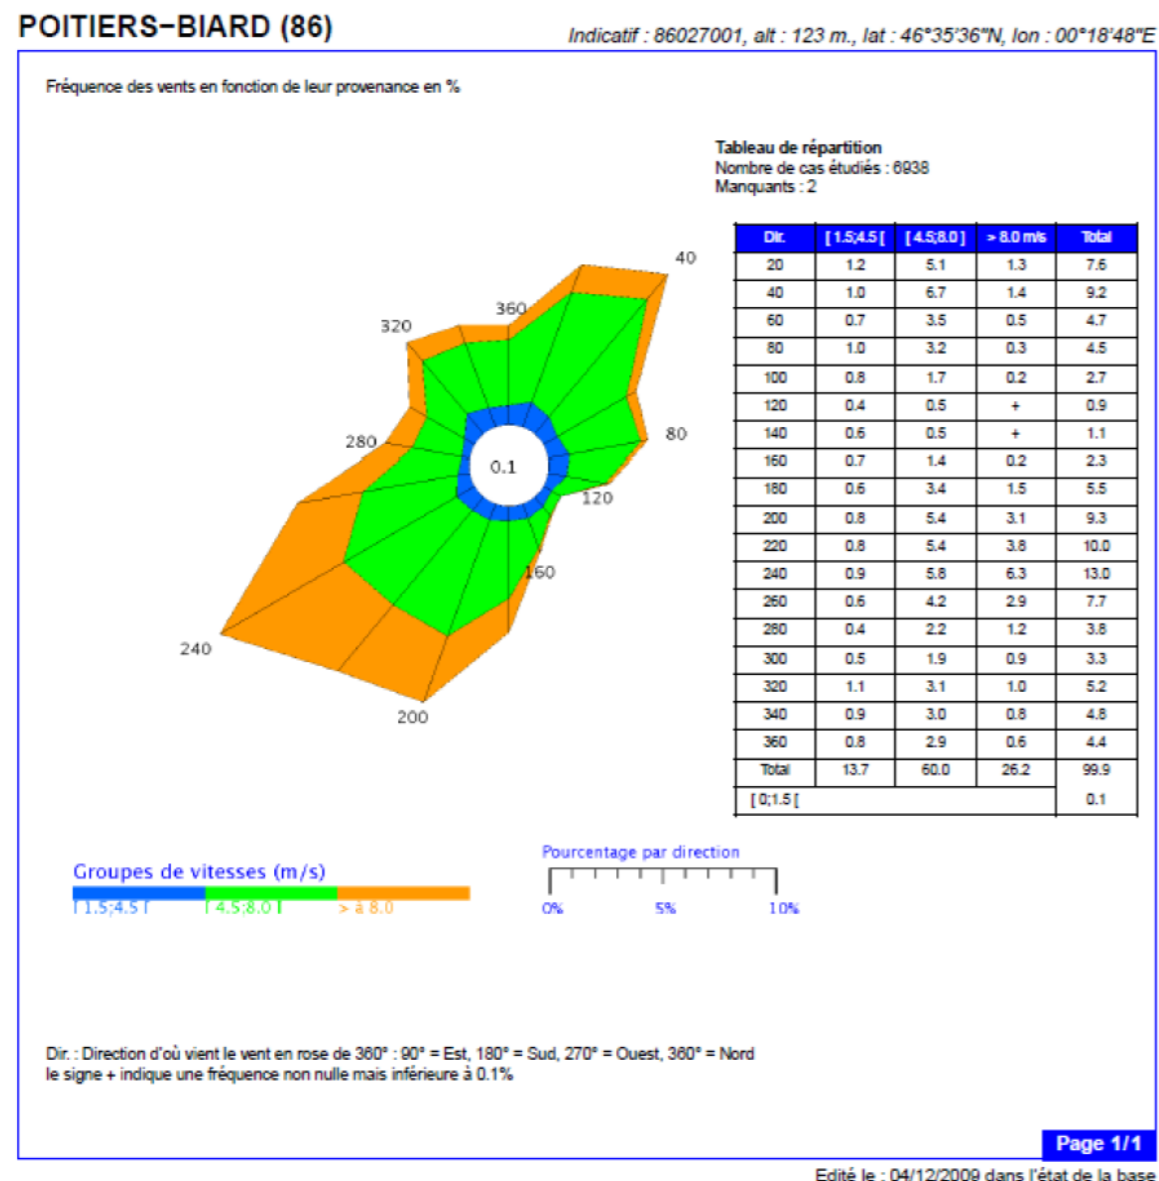 POITIERS−BIARD (86)
Indicatif : 86027001, alt : 123 m., lat : 46°35'36"N, lon : 00°18'48"E
Fréquence des vents en fonction de leur provenance en %
Tableau de répartition
Nombre de cas étudiés : 6938
Manquants : 2
40
360
320
280
80
0.1
120
160
240
200
Dir. [ 1.5;4.5 [ [ 4.5;8.0 ] > 8.0 m/s Total
20 1.2 5.1 1.3 7.6
40 1.0 6.7 1.4 9.2
60 0.7 3.5 0.5 4.7
80 1.0 3.2 0.3 4.5
100 0.8 1.7 0.2 2.7
120 0.4 0.5 + 0.9
140 0.6 0.5 + 1.1
160 0.7 1.4 0.2 2.3
180 0.6 3.4 1.5 5.5
200 0.8 5.4 3.1 9.3
220 0.8 5.4 3.8 10.0
240 0.9 5.8 6.3 13.0
260 0.6 4.2 2.9 7.7
280 0.4 2.2 1.2 3.8
300 0.5 1.9 0.9 3.3
320 1.1 3.1 1.0 5.2
340 0.9 3.0 0.8 4.8
360 0.8 2.9 0.6 4.4
Total 13.7 60.0 26.2 99.9
[ 0;1.5 [ 0.1
Groupes de vitesses (m/s)
[ 1.5;4.5 [ [ 4.5;8.0 ] > à 8.0
Pourcentage par direction
0% 5% 10%
Dir. : Direction d'où vient le vent en rose de 360° : 90° = Est, 180° = Sud, 270° = Ouest, 360° = Nord
le signe + indique une fréquence non nulle mais inférieure à 0.1%
Page 1/1
Edité le : 04/12/2009 dans l'état de la base